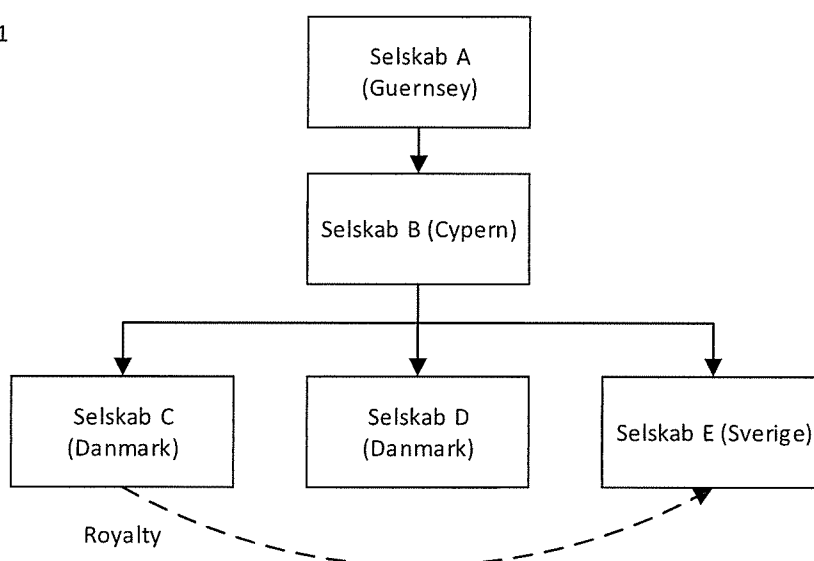 1
Selskab A
(Guernsey)
Selskab B (Cypern)
Selskab C
(Danmark)
Selskab D
(Danmark)
Selskab E (Sverige)
Royalty